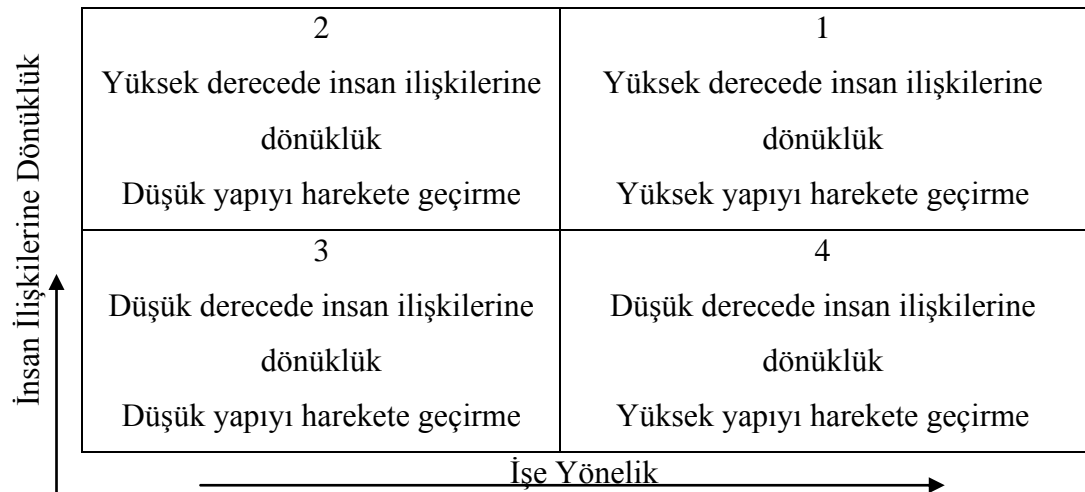 İnsan İlişkilerine Dönüklük
2
Yüksek derecede insan ilişkilerine
dönüklük
Düşük yapıyı harekete geçirme
1
Yüksek derecede insan ilişkilerine
dönüklük
Yüksek yapıyı harekete geçirme
3
Düşük derecede insan ilişkilerine
dönüklük
Düşük yapıyı harekete geçirme
4
Düşük derecede insan ilişkilerine
dönüklük
Yüksek yapıyı harekete geçirme
İşe Yönelik